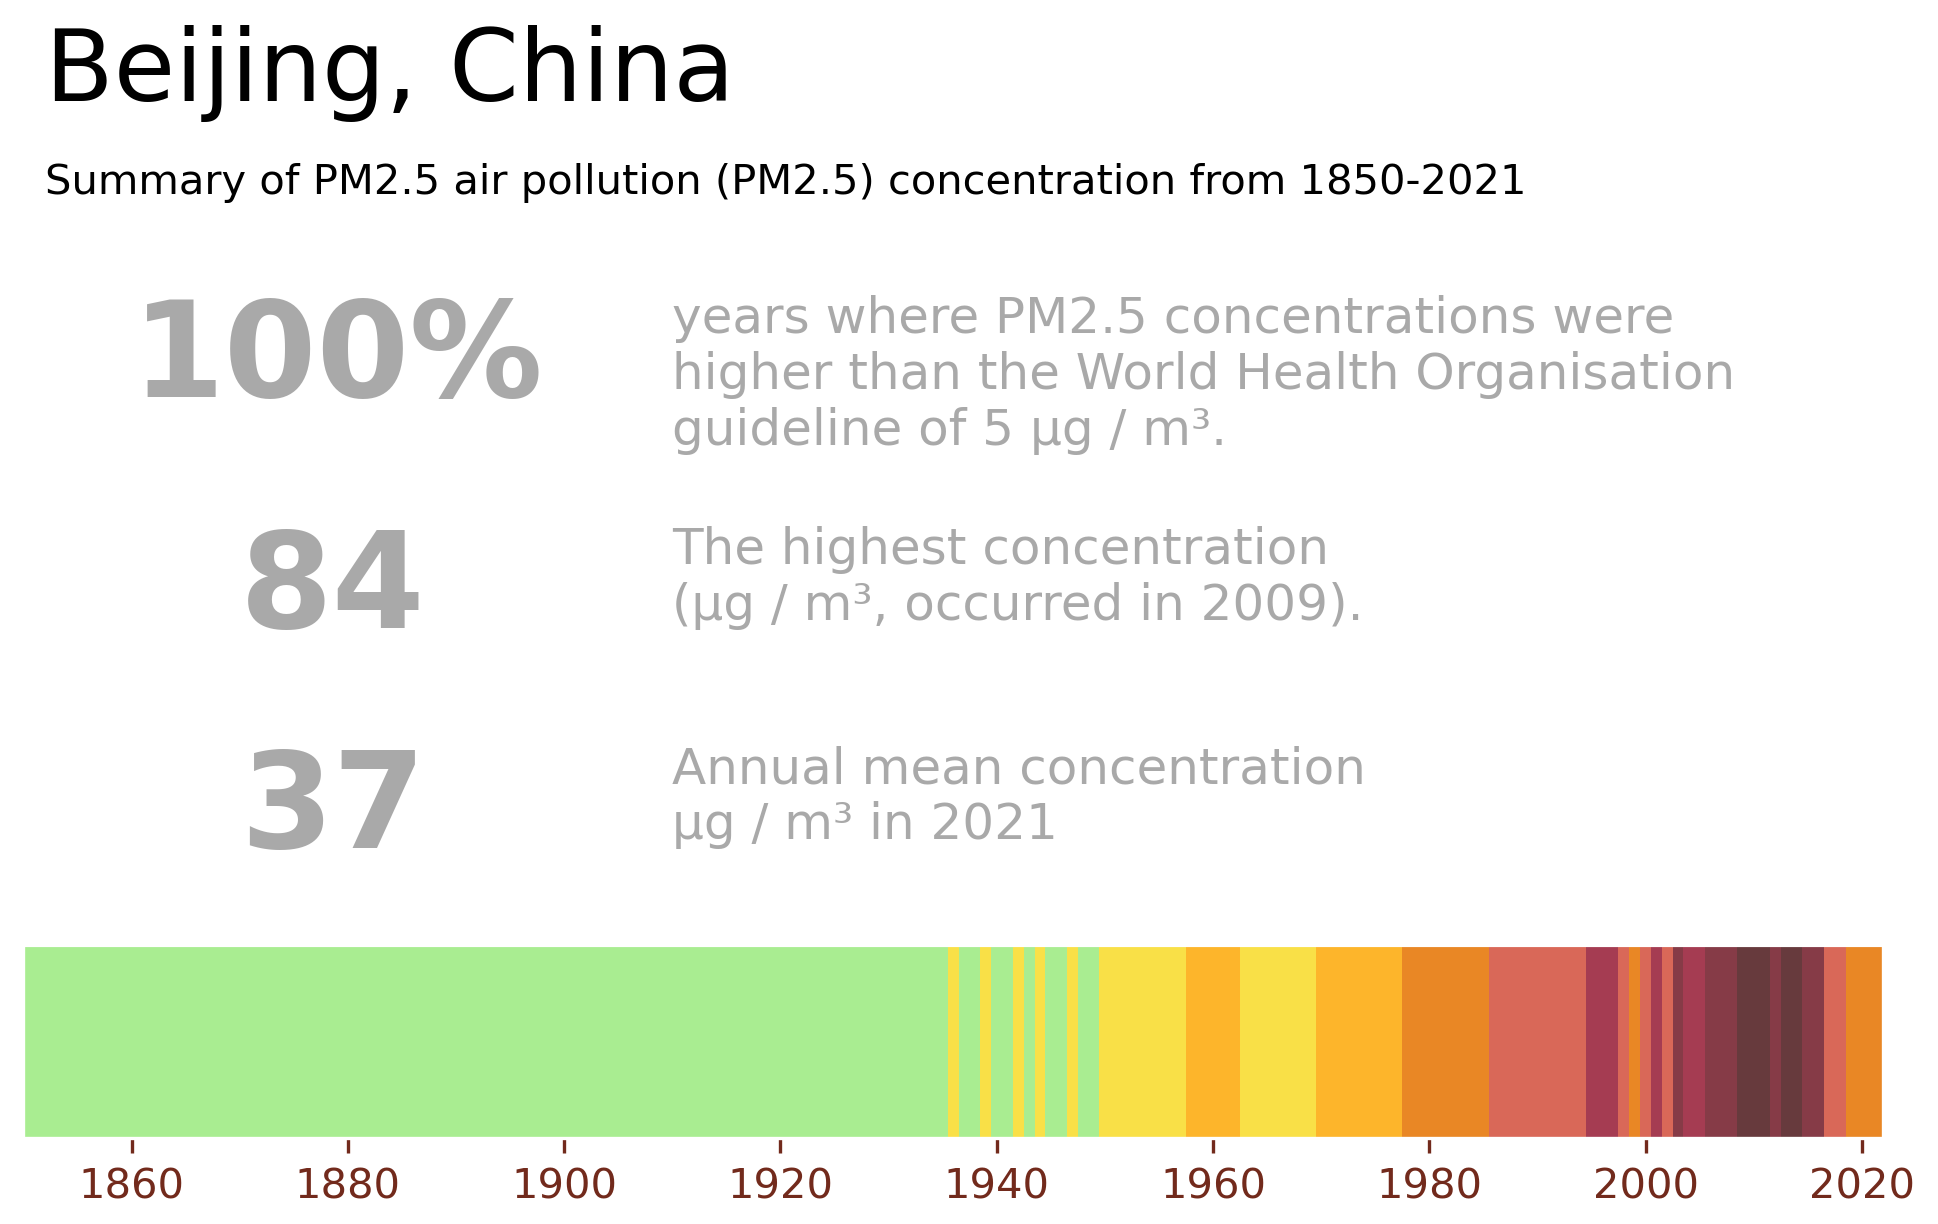 Beijing, China
Summary of PM2.5 air pollution (PM2.5) concentration from 1850-2021
100%
years where PM2.5 concentrations were
higher than the World Health Organisation
guideline of 5 µg / m³.
84
The highest concentration
(µg / m³, occurred in 2009).
37
Annual mean concentration
µg / m³ in 2021
1860 1880 1900 1920 1940 1960 1980 2000 2020